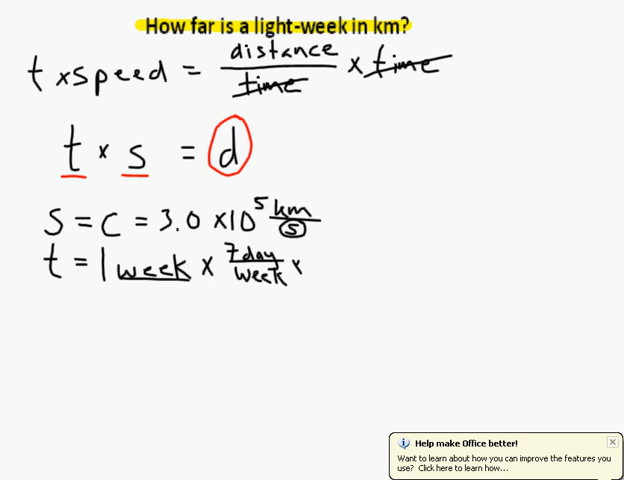 How far is a light-week in km?
t x speed = distance / time x time
t x s = d
S = C = 3.0 x 10^5 km / s
t = 1 week x 7 day / week x
Help make Office better!
Want to learn about how you can improve the features you
use? Click here to learn how...